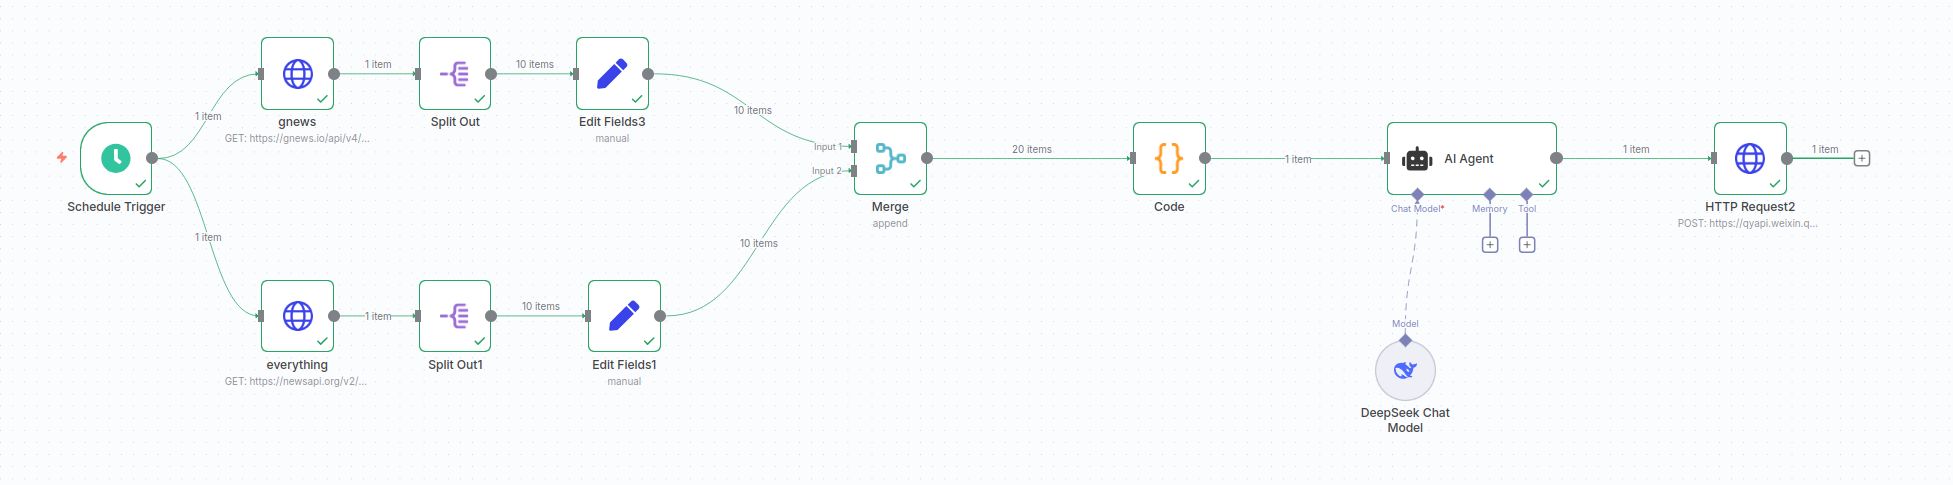 1 item
10 items
gnews
GET: https://gnews.io/api/v4/...
Split Out
Edit Fields3
manual
1 item
10 items
Schedule Trigger
1 item
Input 1
Input 2
Merge
append
20 items
Code
1 item
AI Agent
Chat Model*
Memory
Tool
1 item
HTTP Request2
POST: https://qyapi.weixin.q...
1 item
10 items
1 item
10 items
everything
GET: https://newsapi.org/v2/...
Split Out1
Edit Fields1
manual
Model
DeepSeek Chat
Model